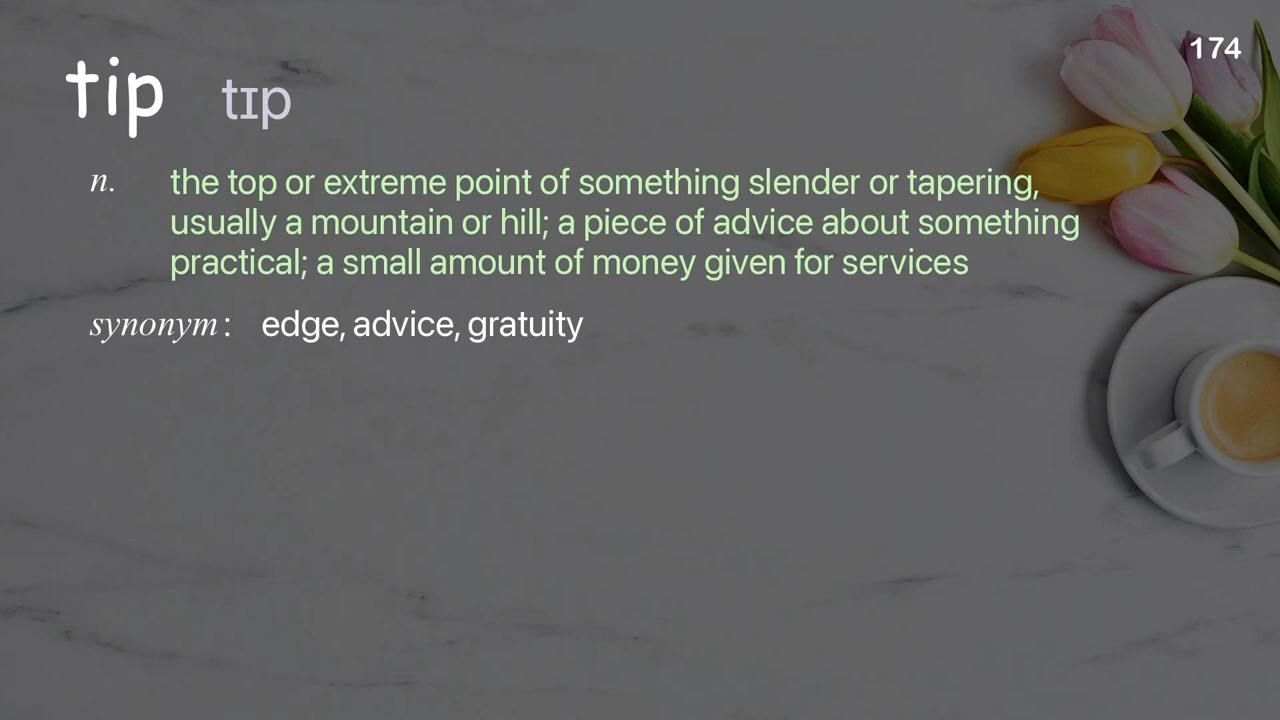 174
tip tɪp
n. the top or extreme point of something slender or tapering,
usually a mountain or hill; a piece of advice about something
practical; a small amount of money given for services
synonym: edge, advice, gratuity